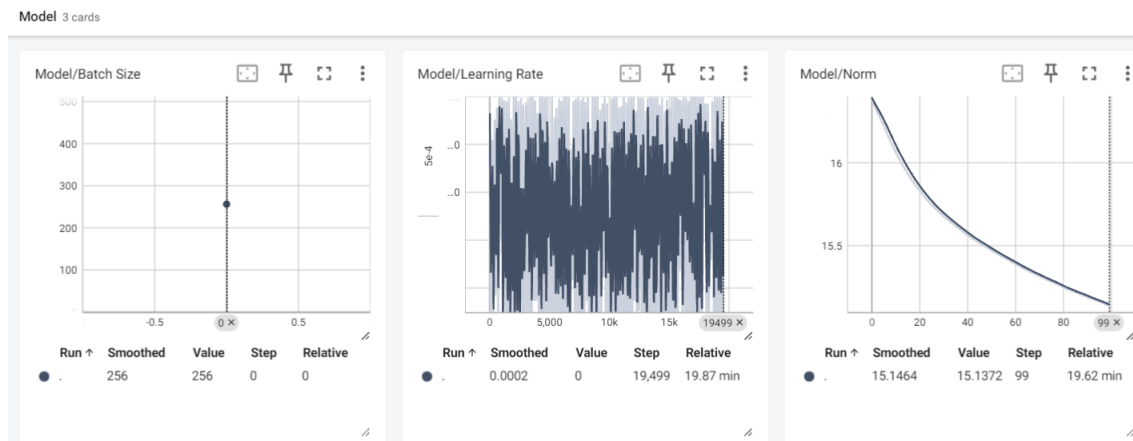 Model 3 cards
Model/Batch Size
500
400
300
200
100
-0.5
0 ×
0.5
Run ↑ Smoothed Value Step Relative
. 256 256 0 0
Model/Learning Rate
5e-4
...0
...0
0
5,000
10k
15k
19499 ×
Run ↑ Smoothed Value Step Relative
. 0.0002 0 19,499 19.87 min
Model/Norm
16
15.5
0
20
40
60
80
99 ×
Run ↑ Smoothed Value Step Relative
. 15.1464 15.1372 99 19.62 min